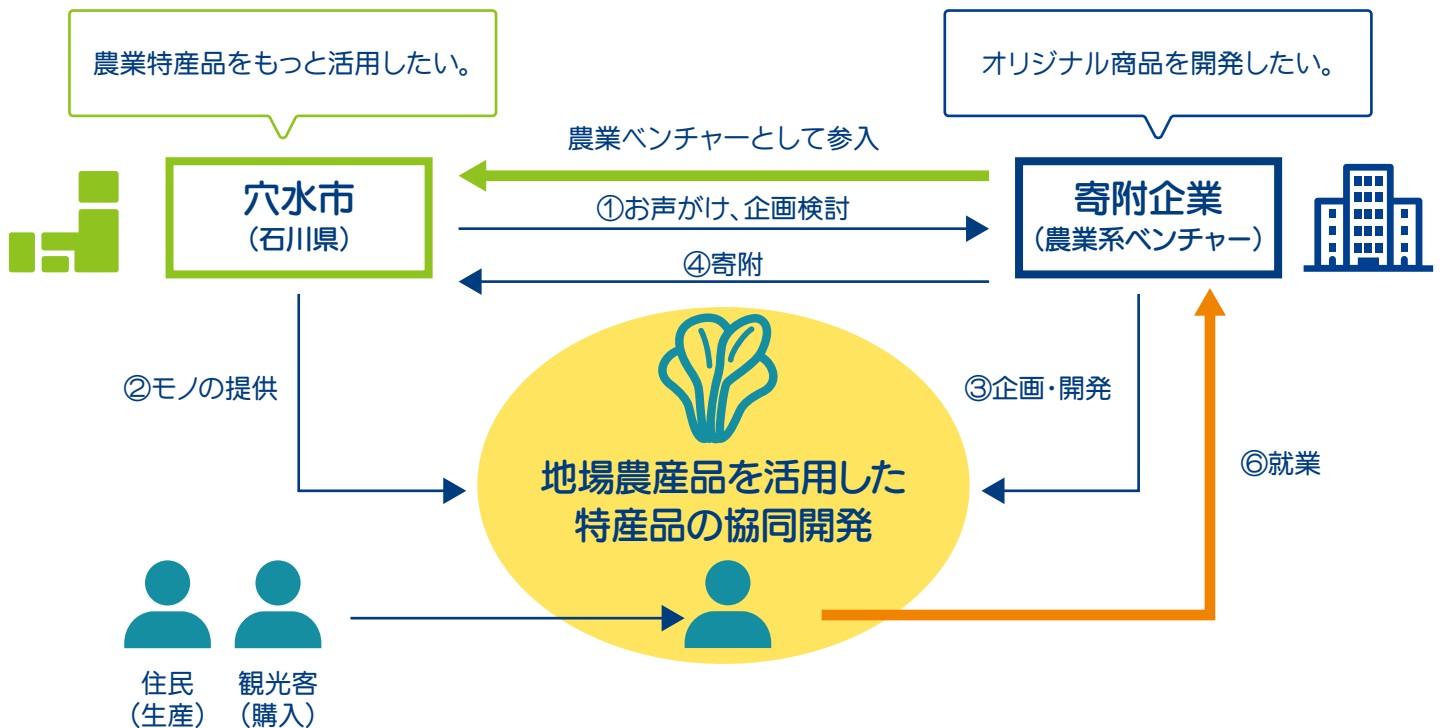 農業特産品をもっと活用したい。
オリジナル商品を開発したい。
農業ベンチャーとして参入
穴水市
（石川県）
①お声がけ、企画検討
寄附企業
（農業系ベンチャー）
④寄附
②モノの提供
③企画・開発
地場農産品を活用した
特産品の協同開発
⑥就業
住民
（生産）
観光客
（購入）